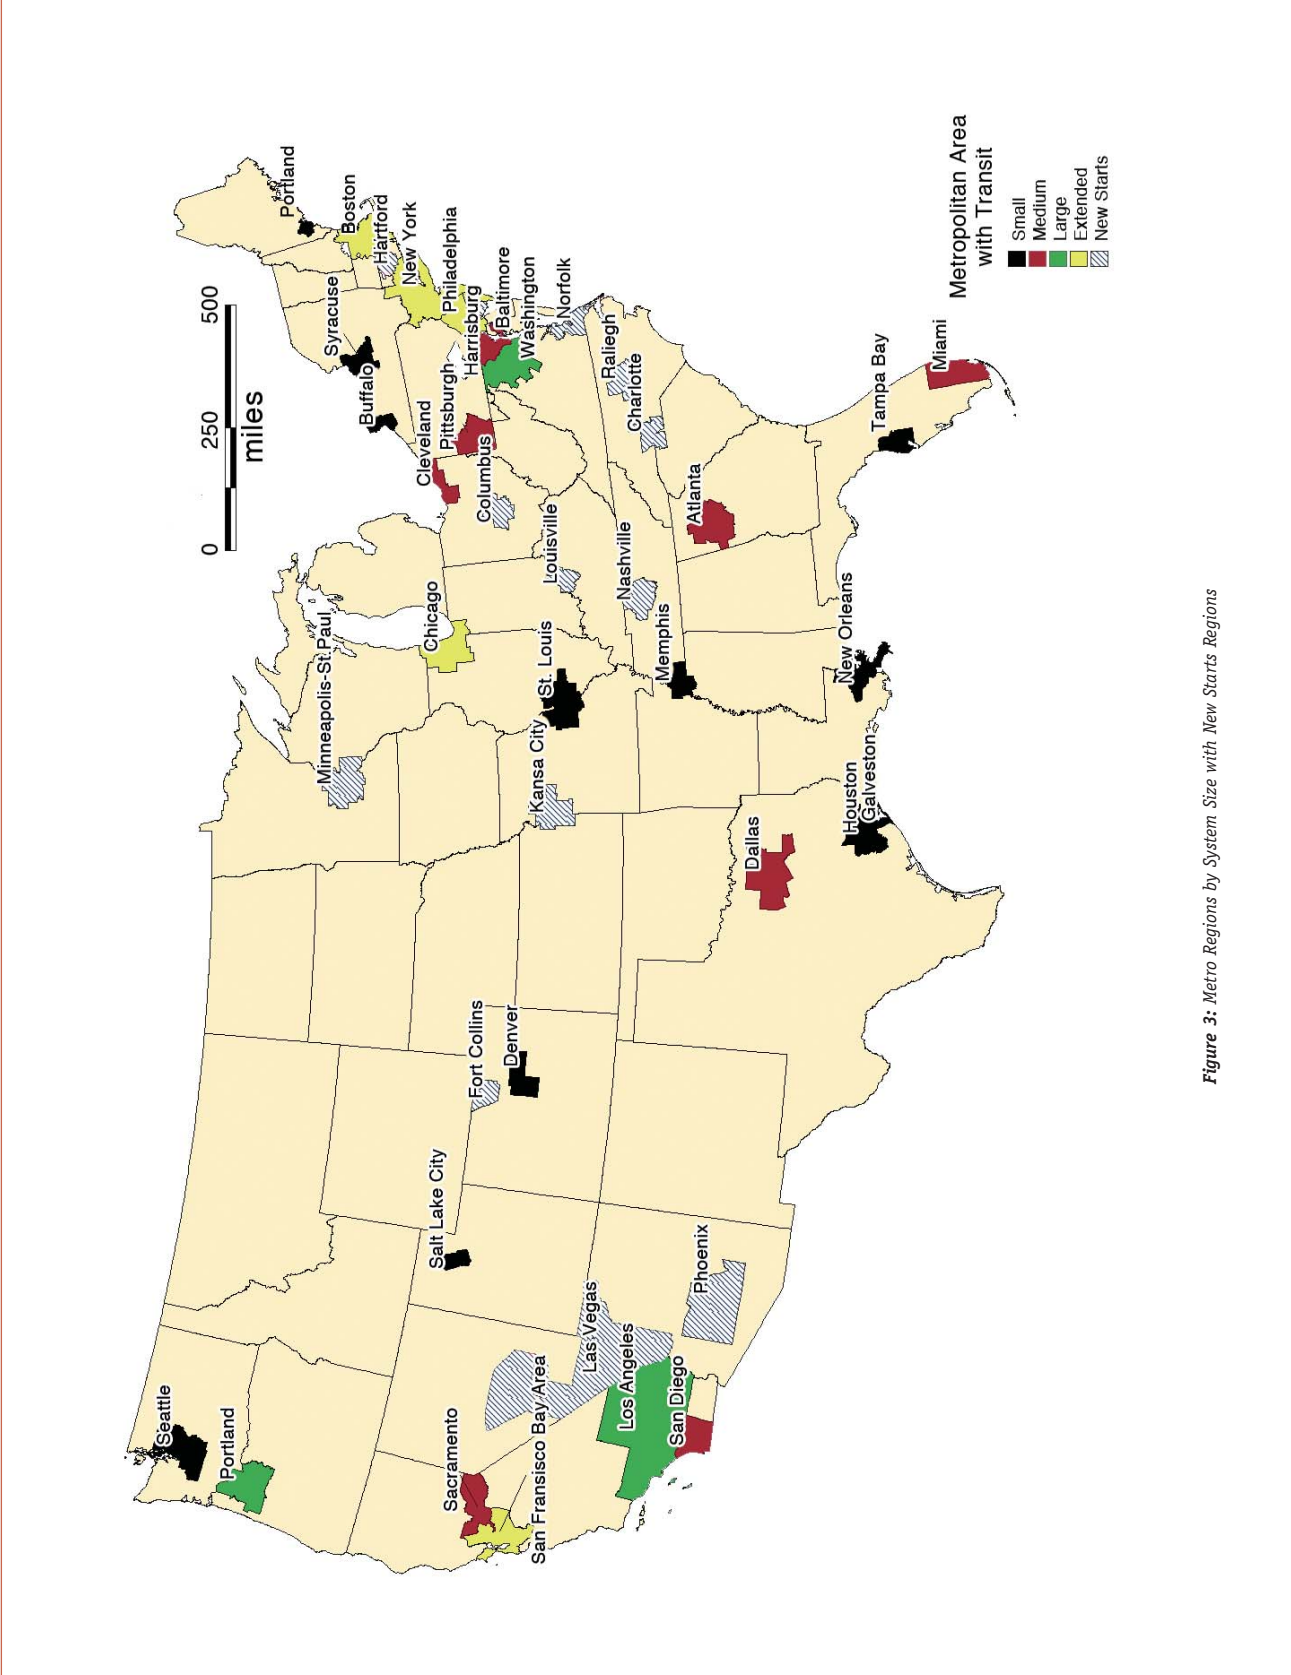 Seattle
Portland
Sacramento
San Fransisco Bay Area
Los Angeles
San Diego
Las Vegas
Phoenix
Salt Lake City
Fort Collins
Denver
Dallas
Houston
Galveston
Minneapolis-St.Paul
Kansa City
St. Louis
Memphis
New Orleans
Chicago
Nashville
Louisville
Columbus
Cleveland
Pittsburgh
Atlanta
Charlotte
Raliegh
Norfolk
Tampa Bay
Miami
Buffalo
Syracuse
Harrisburg
Baltimore
Washington
Philadelphia
New York
Hartford
Boston
Portland
0 250 500
miles
Metropolitan Area
with Transit
Small
Medium
Large
Extended
New Starts
Figure 3: Metro Regions by System Size with New Starts Regions